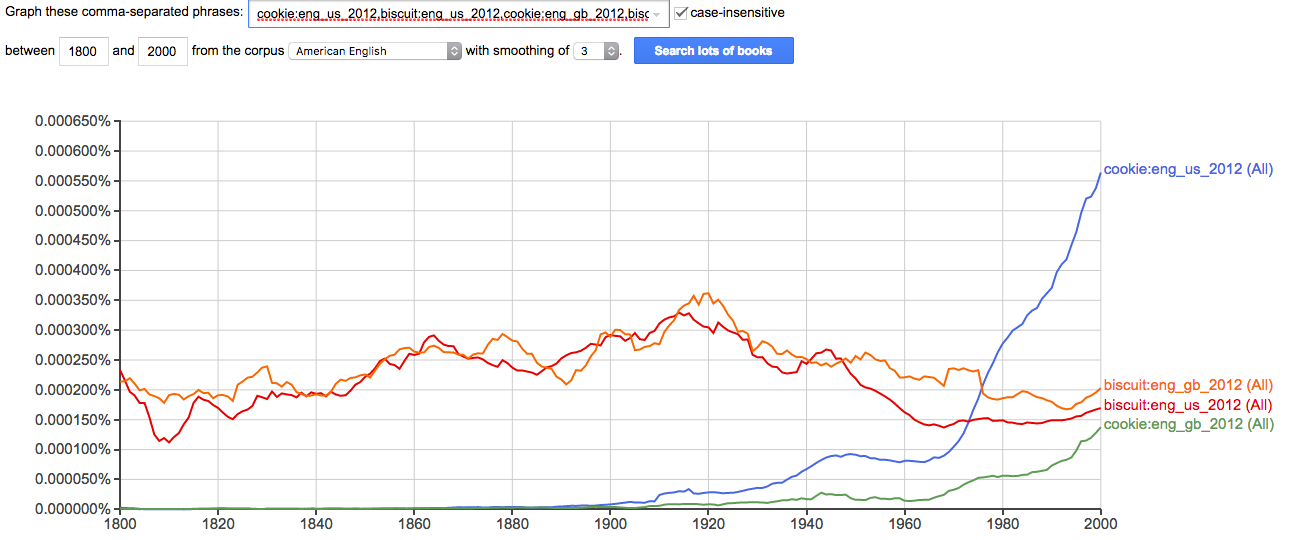 Graph these comma-separated phrases: cookie:eng_us_2012,biscuit:eng_us_2012,cookie:eng_gb_2012,bisc case-insensitive
between 1800 and 2000 from the corpus American English with smoothing of 3 . Search lots of books
0.000650%
0.000600%
0.000550%
cookie:eng_us_2012 (All)
0.000500%
0.000450%
0.000400%
0.000350%
0.000300%
0.000250%
0.000200%
biscuit:eng_gb_2012 (All)
biscuit:eng_us_2012 (All)
0.000150%
cookie:eng_gb_2012 (All)
0.000100%
0.000050%
0.000000%
1800 1820 1840 1860 1880 1900 1920 1940 1960 1980 2000